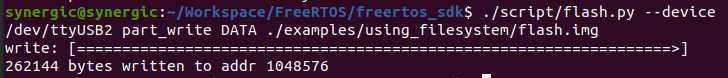 synergic@synergic:~/Workspace/FreeRTOS/freertos_sdk$ ./script/flash.py --device
/dev/ttyUSB2 part_write DATA ./examples/using_filesystem/flash.img
write: [===================================================================>]
262144 bytes written to addr 1048576